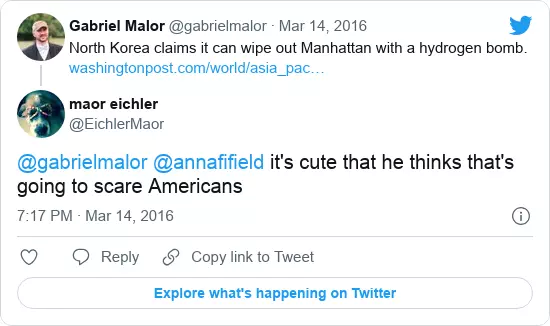 Gabriel Malor @gabrielmalor · Mar 14, 2016
North Korea claims it can wipe out Manhattan with a hydrogen bomb.
washingtonpost.com/world/asia_pac…
maor eichler
@EichlerMaor
@gabrielmalor @annafifield it's cute that he thinks that's
going to scare Americans
7:17 PM · Mar 14, 2016
Reply Copy link to Tweet
Explore what's happening on Twitter